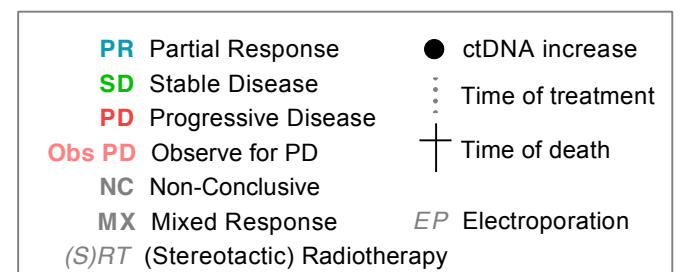 PR Partial Response
SD Stable Disease
PD Progressive Disease
Obs PD Observe for PD
NC Non-Conclusive
MX Mixed Response
(S)RT (Stereotactic) Radiotherapy
ctDNA increase
Time of treatment
Time of death
EP Electroporation